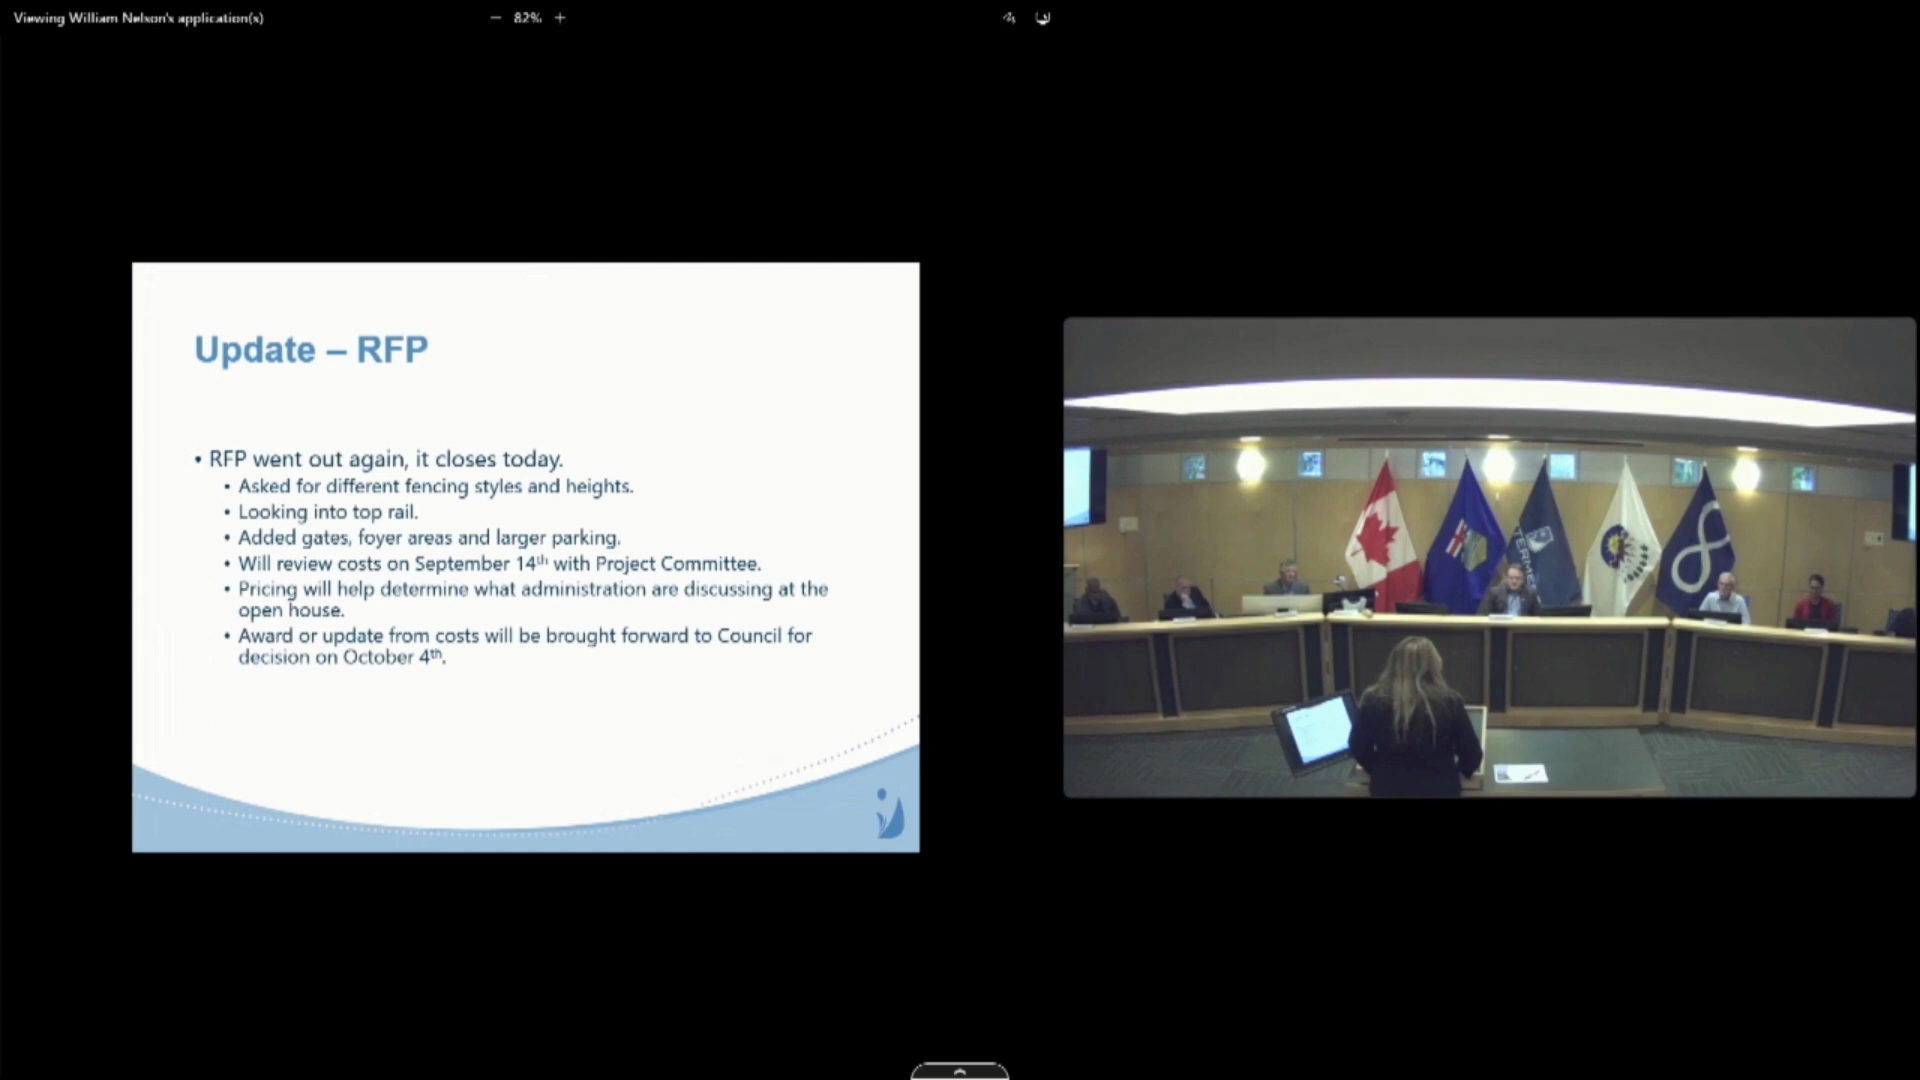 Viewing William Nelson's application(s)
82%
Update – RFP
• RFP went out again, it closes today.
• Asked for different fencing styles and heights.
• Looking into top rail.
• Added gates, foyer areas and larger parking.
• Will review costs on September 14th with Project Committee.
• Pricing will help determine what administration are discussing at the
open house.
• Award or update from costs will be brought forward to Council for
decision on October 4th.